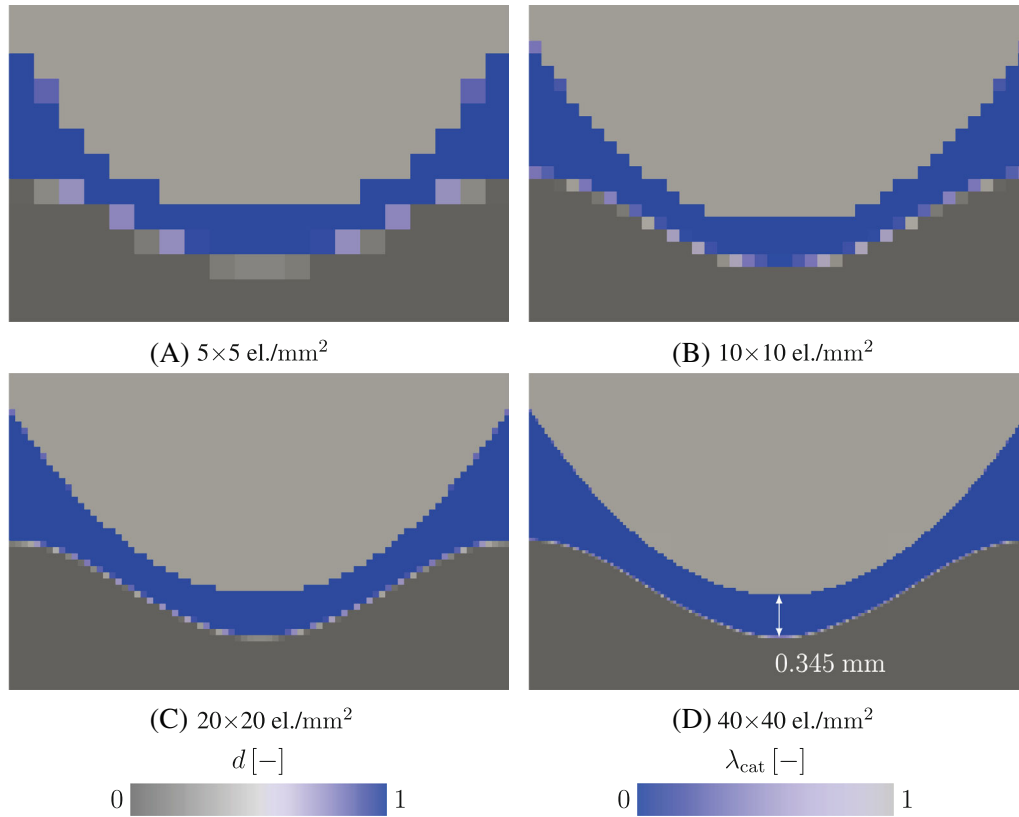 (A) 5×5 el./mm²
(B) 10×10 el./mm²
0.345 mm
(C) 20×20 el./mm²
(D) 40×40 el./mm²
d [−]
λcat [−]
0 1
0 1